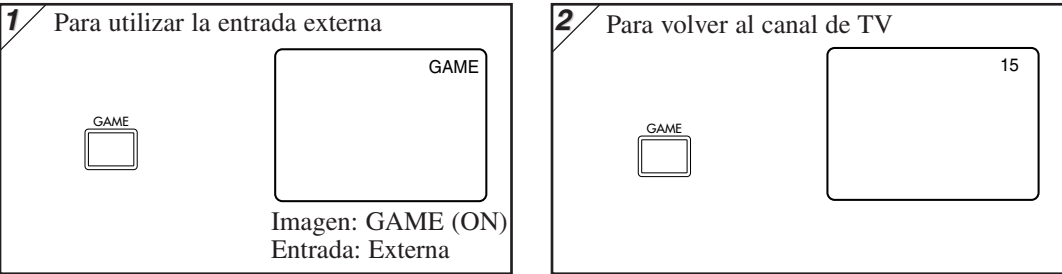 1 Para utilizar la entrada externa
GAME
GAME
Imagen: GAME (ON)
Entrada: Externa
2 Para volver al canal de TV
15
GAME